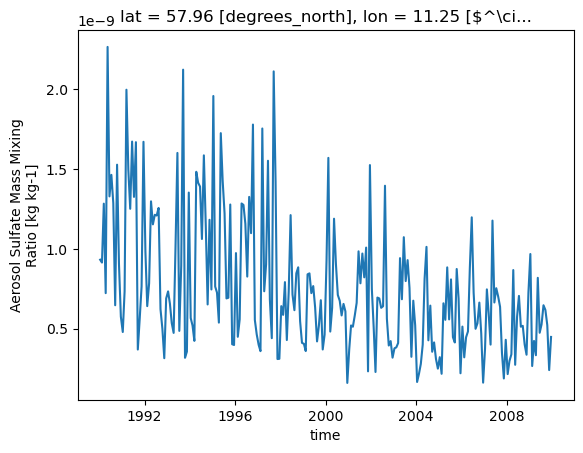 1e−9
lat = 57.96 [degrees_north], lon = 11.25 [$^\ci...
2.0
1.5
1.0
0.5
Aerosol Sulfate Mass Mixing
Ratio [kg kg-1]
1992 1996 2000 2004 2008
time